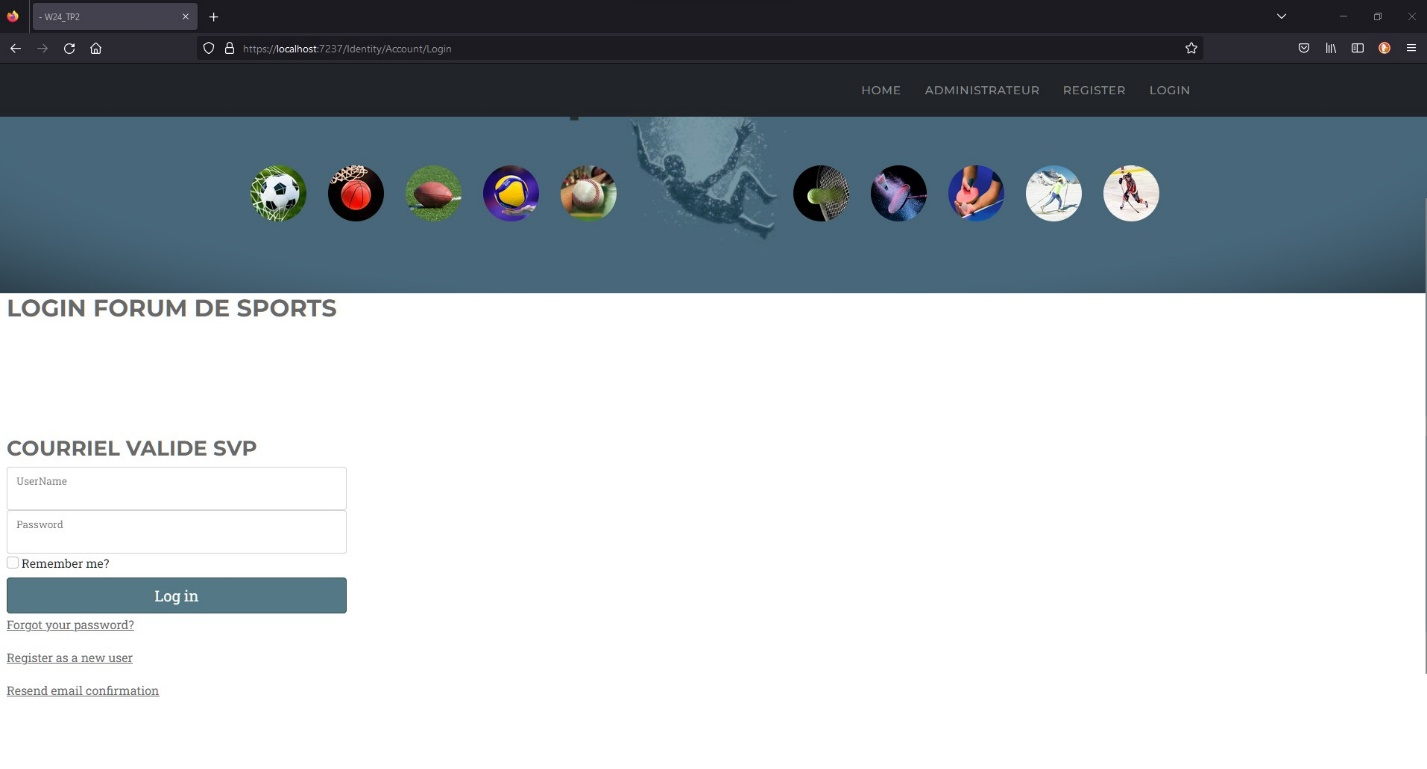 - W24_TP2
https://localhost:7237/Identity/Account/Login
HOME ADMINISTRATEUR REGISTER LOGIN
LOGIN FORUM DE SPORTS
COURRIEL VALIDE SVP
UserName
Password
Remember me?
Log in
Forgot your password?
Register as a new user
Resend email confirmation